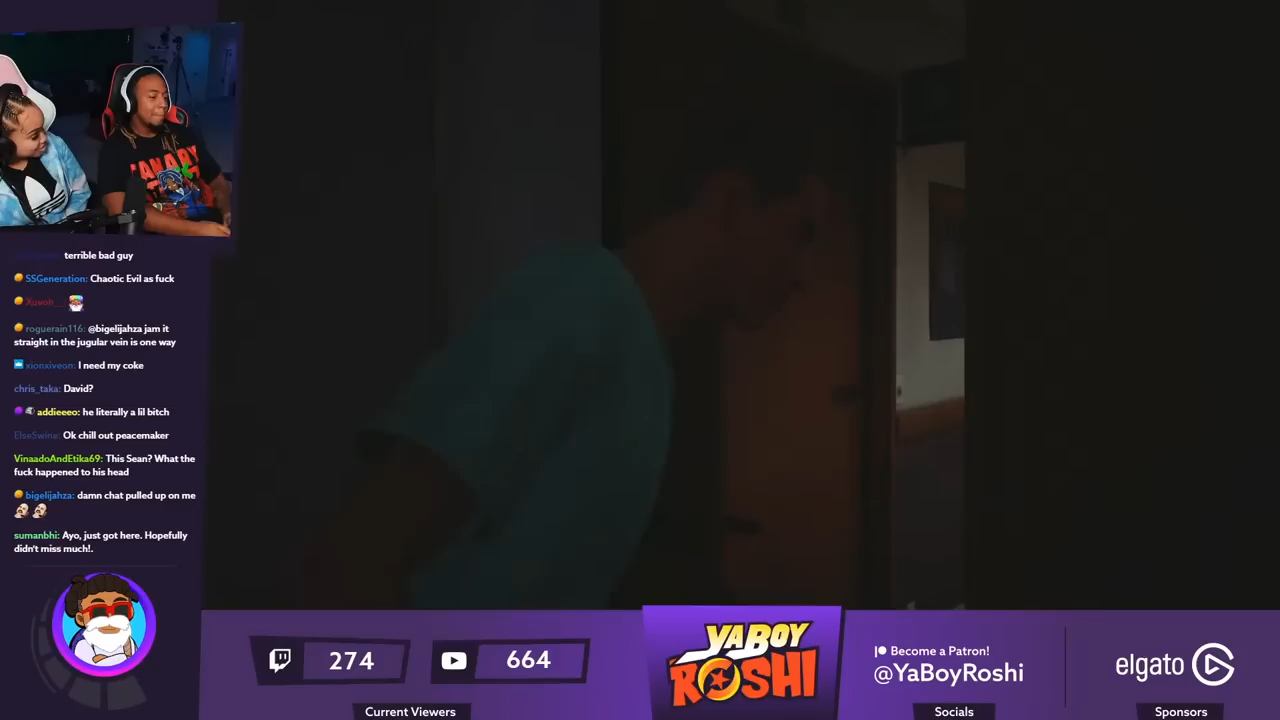 terrible bad guy
SSGeneration: Chaotic Evil as fuck
roguerain116: @bigelijahza jam it
straight in the jugular vein is one way
xionxiveon: I need my coke
chris_taka: David?
addieeeo: he literally a lil bitch
ElseSwine: Ok chill out peacemaker
VinaadoAndEtika69: This Sean? What the
fuck happened to his head
bigelijahza: damn chat pulled up on me
sumanbhi: Ayo, just got here. Hopefully
didn't miss much!.
274
664
Current Viewers
YABOY
ROSHI
Become a Patron!
@YaBoyRoshi
Socials
elgato
Sponsors